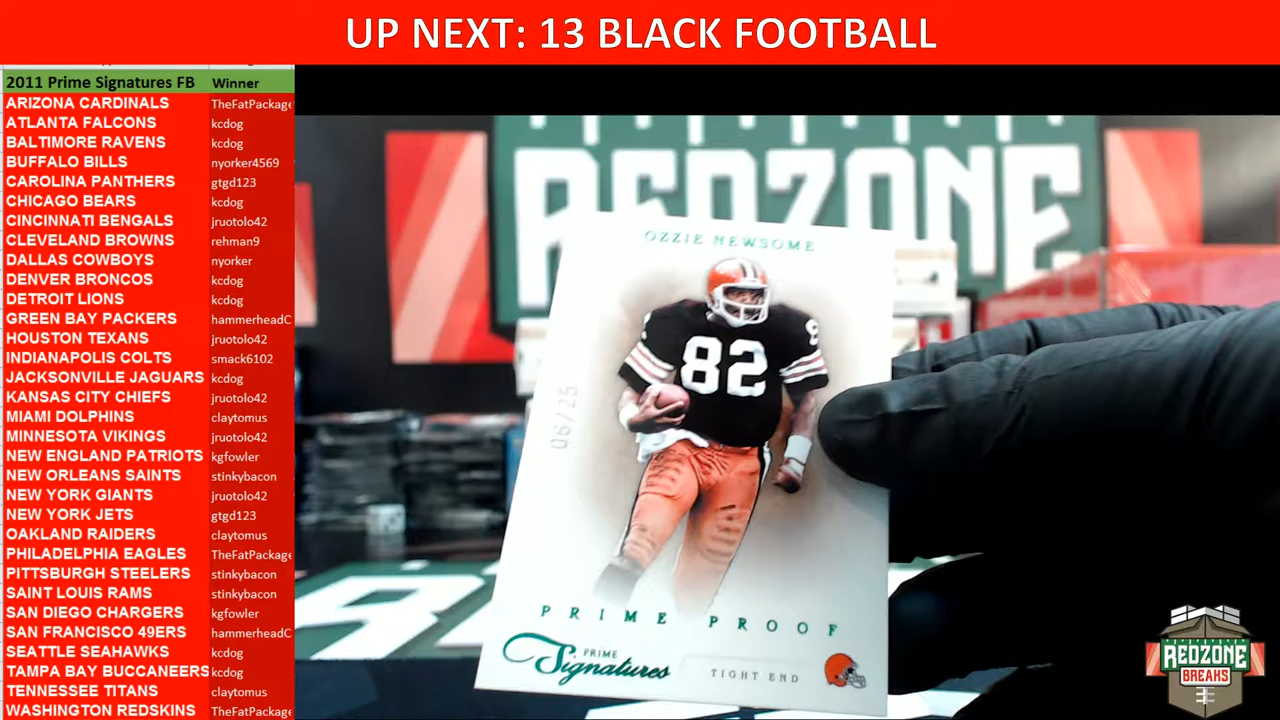 UP NEXT: 13 BLACK FOOTBALL
2011 Prime Signatures FB Winner
ARIZONA CARDINALS TheFatPackage
ATLANTA FALCONS kcdog
BALTIMORE RAVENS kcdog
BUFFALO BILLS nyorker4569
CAROLINA PANTHERS gtgd123
CHICAGO BEARS kcdog
CINCINNATI BENGALS jruotolo42
CLEVELAND BROWNS rehman9
DALLAS COWBOYS nyorker
DENVER BRONCOS kcdog
DETROIT LIONS kcdog
GREEN BAY PACKERS hammerheadC
HOUSTON TEXANS jruotolo42
INDIANAPOLIS COLTS smack6102
JACKSONVILLE JAGUARS kcdog
KANSAS CITY CHIEFS jruotolo42
MIAMI DOLPHINS claytomus
MINNESOTA VIKINGS jruotolo42
NEW ENGLAND PATRIOTS kgfowler
NEW ORLEANS SAINTS stinkybacon
NEW YORK GIANTS jruotolo42
NEW YORK JETS gtgd123
OAKLAND RAIDERS claytomus
PHILADELPHIA EAGLES TheFatPackage
PITTSBURGH STEELERS stinkybacon
SAINT LOUIS RAMS stinkybacon
SAN DIEGO CHARGERS kgfowler
SAN FRANCISCO 49ERS hammerheadC
SEATTLE SEAHAWKS kcdog
TAMPA BAY BUCCANEERS kcdog
TENNESSEE TITANS claytomus
WASHINGTON REDSKINS TheFatPackage
REDZONE
OZZIE NEWSOME
82
06/25
PRIME PROOF
PRIME
Signatures
TIGHT END
REDZONE
BREAKS